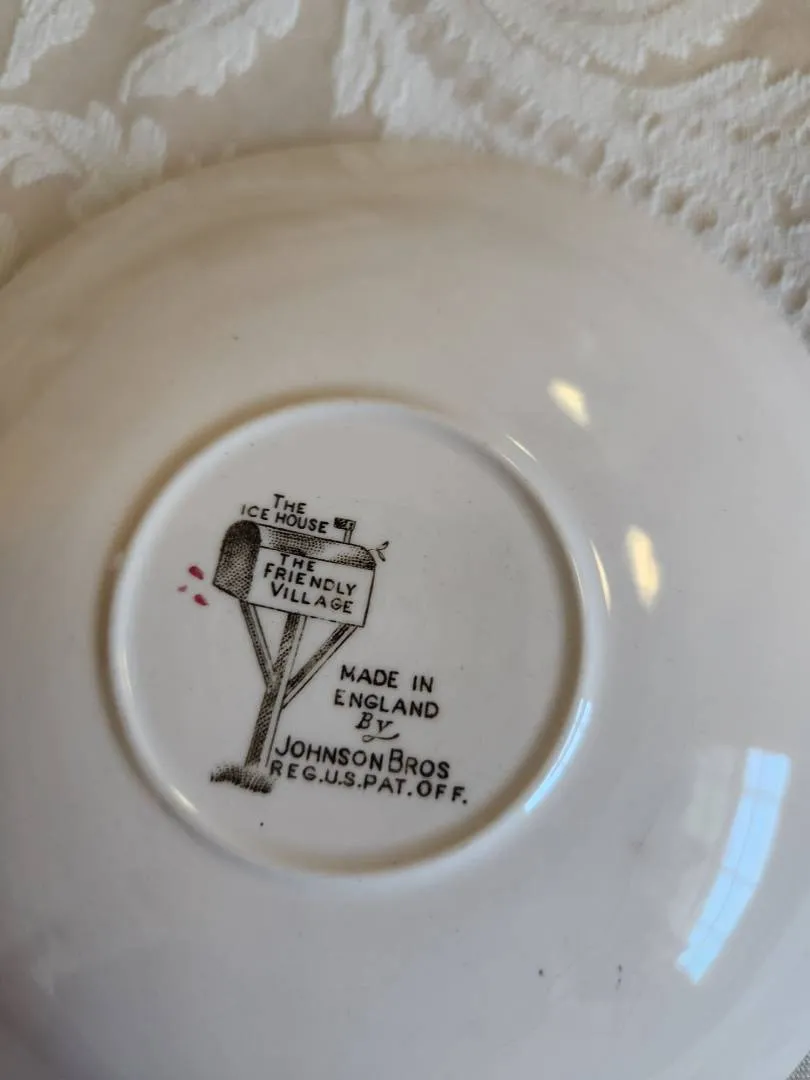 THE
ICE HOUSE
THE
FRIENDLY
VILLAGE
MADE IN
ENGLAND
By
JOHNSON BROS
REG.U.S.PAT.OFF.